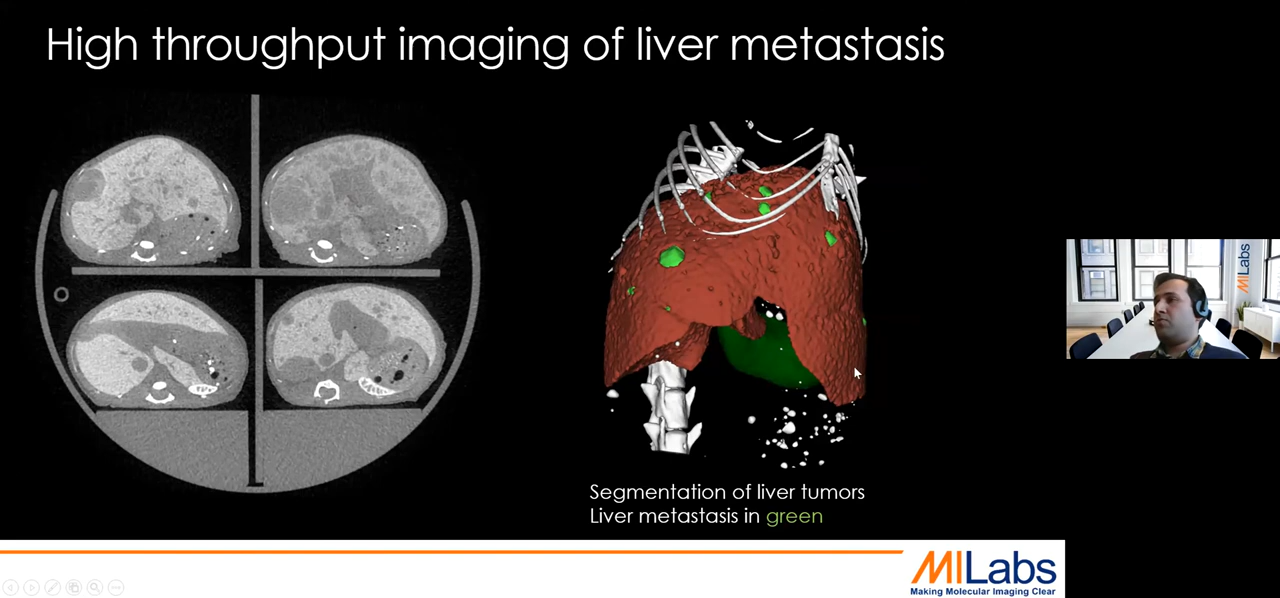 High throughput imaging of liver metastasis
MILabs
Segmentation of liver tumors
Liver metastasis in green
MILabs
Making Molecular Imaging Clear